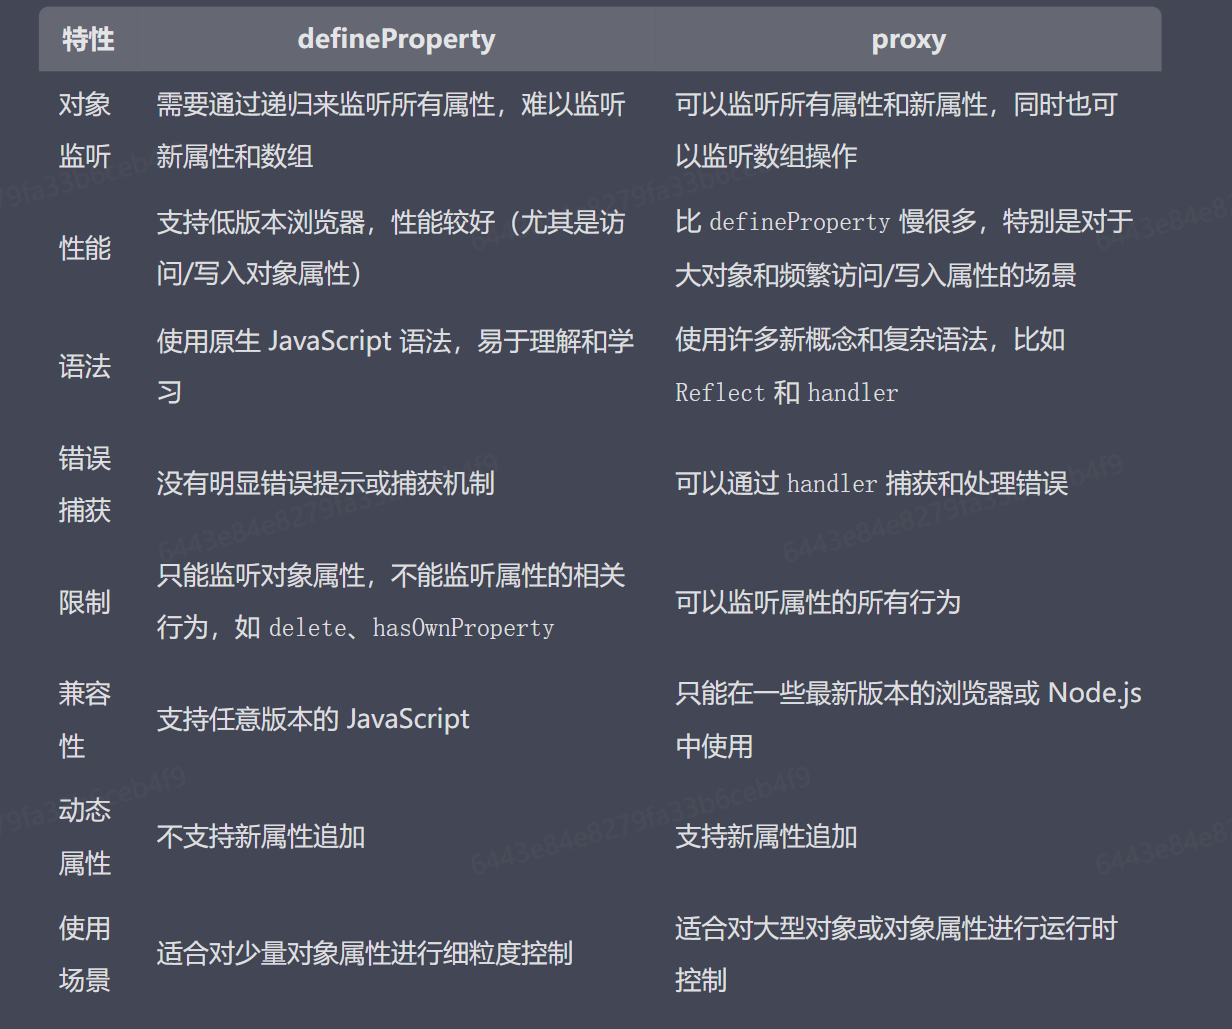 特性 defineProperty proxy
对象
监听
需要通过递归来监听所有属性，难以监听
新属性和数组
可以监听所有属性和新属性，同时也可
以监听数组操作
性能
支持低版本浏览器，性能较好（尤其是访
问/写入对象属性）
比 defineProperty 慢很多，特别是对于
大对象和频繁访问/写入属性的场景
语法
使用原生 JavaScript 语法，易于理解和学
习
使用许多新概念和复杂语法，比如
Reflect 和 handler
错误
捕获
没有明显错误提示或捕获机制
可以通过 handler 捕获和处理错误
限制
只能监听对象属性，不能监听属性的相关
行为，如 delete、hasOwnProperty
可以监听属性的所有行为
兼容
性
支持任意版本的 JavaScript
只能在一些最新版本的浏览器或 Node.js
中使用
动态
属性
不支持新属性追加
支持新属性追加
使用
场景
适合对少量对象属性进行细粒度控制
适合对大型对象或对象属性进行运行时
控制
6443e84e8279fa33b6ceb4f9